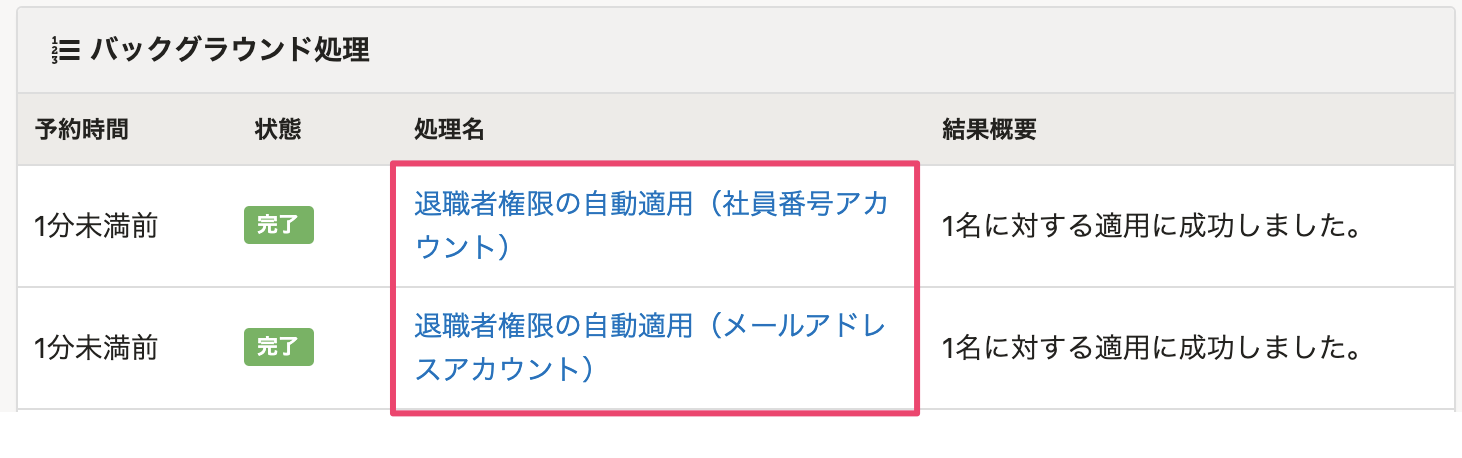 バックグラウンド処理
予約時間 状態 処理名 結果概要
1分未満前 完了 退職者権限の自動適用（社員番号アカ
ウント） 1名に対する適用に成功しました。
1分未満前 完了 退職者権限の自動適用（メールアドレ
スアカウント） 1名に対する適用に成功しました。